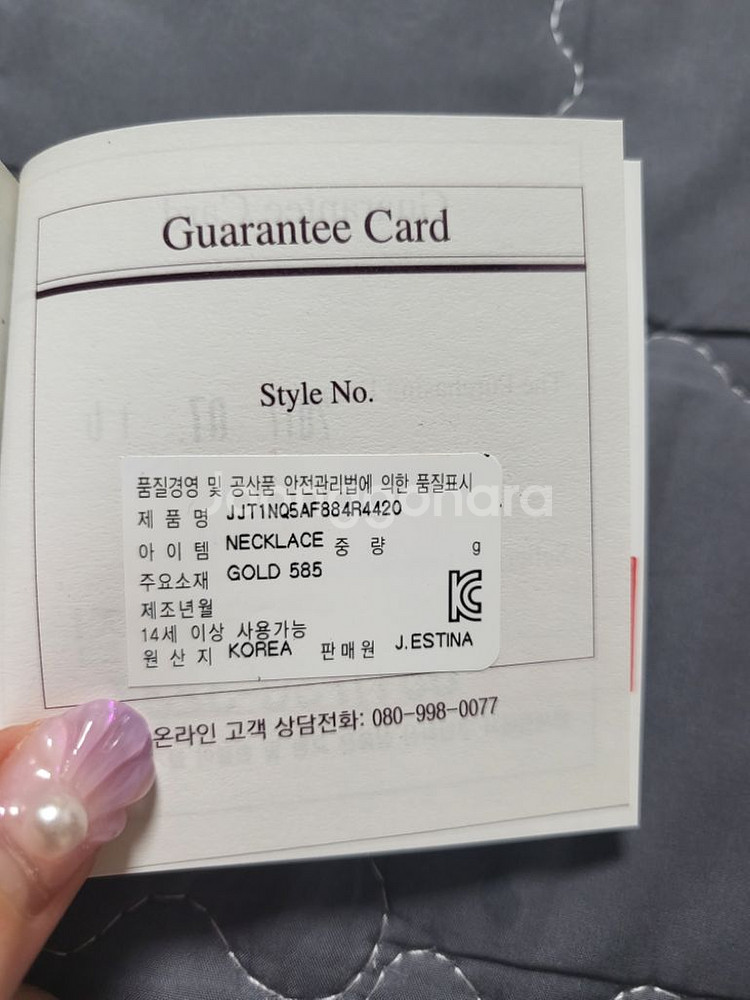 Guarantee Card
Style No.
품질경영 및 공산품 안전관리법에 의한 품질표시
제 품 명 JJT1NQ5AF884R4420
아 이 템 NECKLACE 중 량 g
주요소재 GOLD 585
제조년월
14세 이상 사용가능
원 산 지 KOREA 판 매 원 J.ESTINA
온라인 고객 상담전화: 080-998-0077